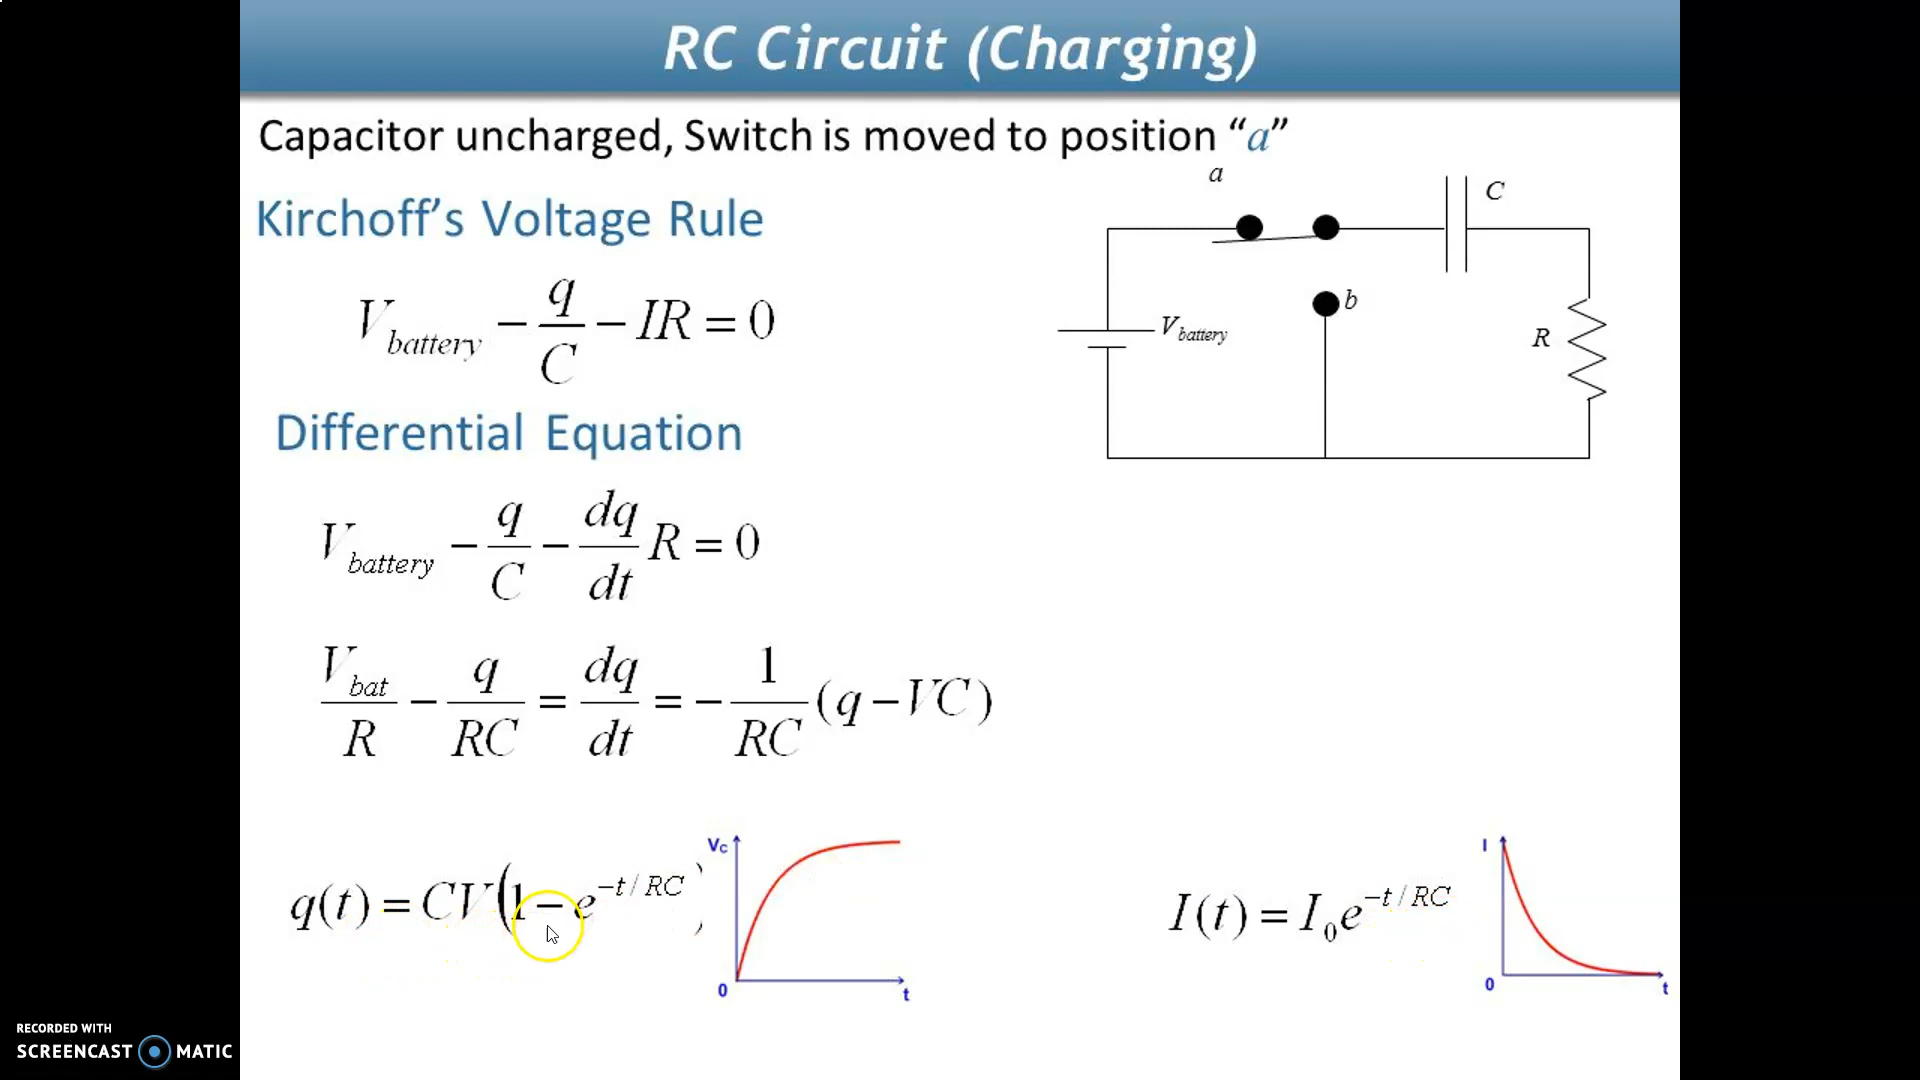 RC Circuit (Charging)
Capacitor uncharged, Switch is moved to position “a”
Kirchoff’s Voltage Rule
V_battery − q/C − IR = 0
a
C
b
V_battery
R
Differential Equation
V_battery − q/C − dq/dt R = 0
V_bat/R − q/RC = dq/dt = − 1/RC (q − VC)
q(t) = CV(1 − e^(−t/RC))
Vc
0
t
I(t) = I₀e^(−t/RC)
I
0
t
RECORDED WITH
SCREENCAST MATIC